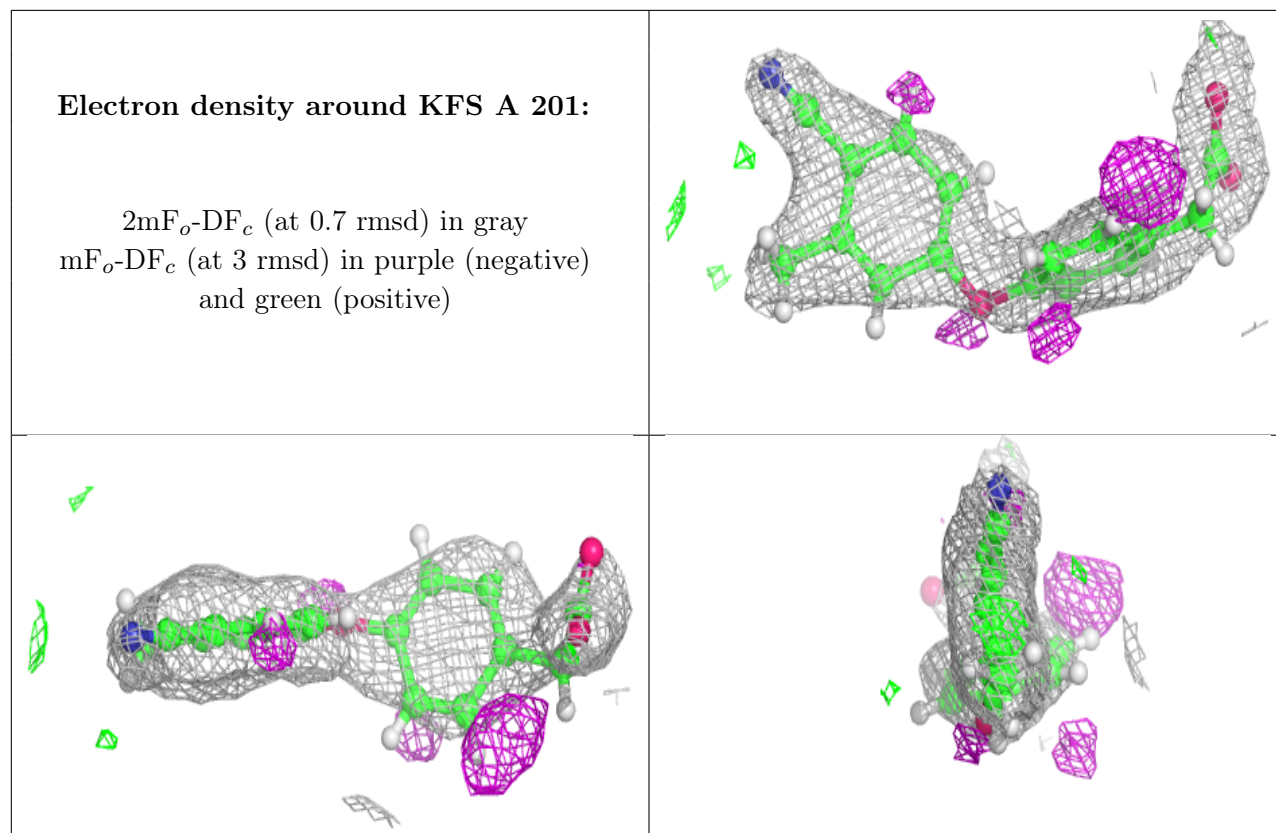 Electron density around KFS A 201:
2mFo-DFc (at 0.7 rmsd) in gray
mFo-DFc (at 3 rmsd) in purple (negative)
and green (positive)